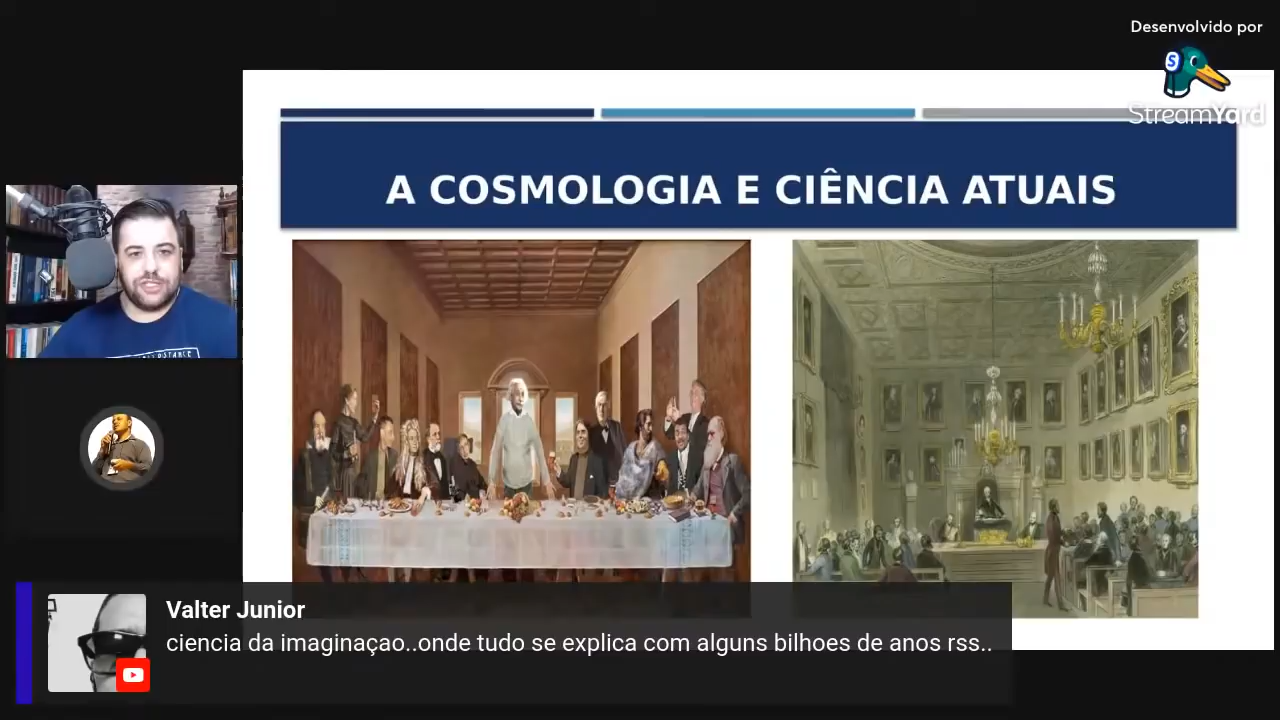 Desenvolvido por
StreamYard
A COSMOLOGIA E CIÊNCIA ATUAIS
Valter Junior
ciencia da imaginaçao..onde tudo se explica com alguns bilhoes de anos rss..